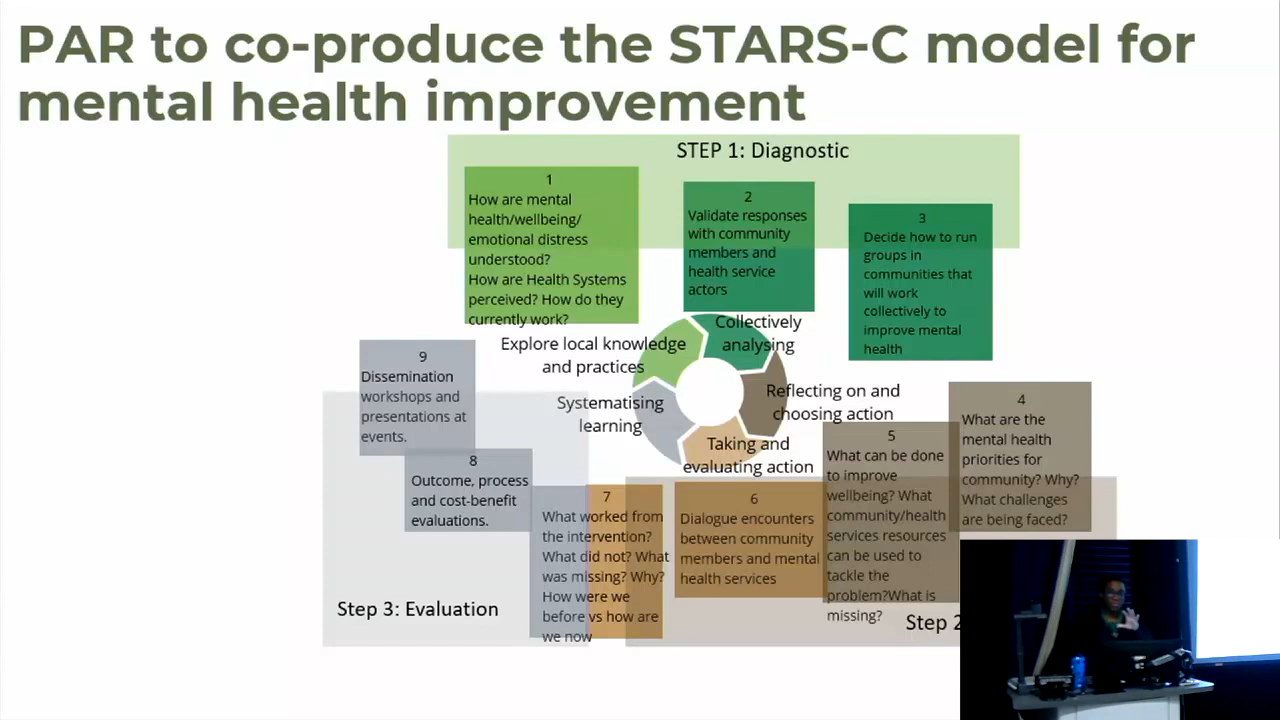 PAR to co-produce the STARS-C model for
mental health improvement
STEP 1: Diagnostic
1
How are mental
health/wellbeing/
emotional distress
understood?
How are Health Systems
perceived? How do they
currently work?
2
Validate responses
with community
members and
health service
actors
3
Decide how to run
groups in
communities that
will work
collectively to
improve mental
health
Explore local knowledge
and practices
Collectively
analysing
Reflecting on and
choosing action
Taking and
evaluating action
Systematising
learning
4
What are the
mental health
priorities for
community? Why?
What challenges
are being faced?
5
What can be done
to improve
wellbeing? What
community/health
services resources
can be used to
tackle the
problem?What is
missing?
Step 2
6
Dialogue encounters
between community
members and mental
health services
7
What worked from
the intervention?
What did not? What
was missing? Why?
How were we
before vs how are
we now
8
Outcome, process
and cost-benefit
evaluations.
9
Dissemination
workshops and
presentations at
events.
Step 3: Evaluation